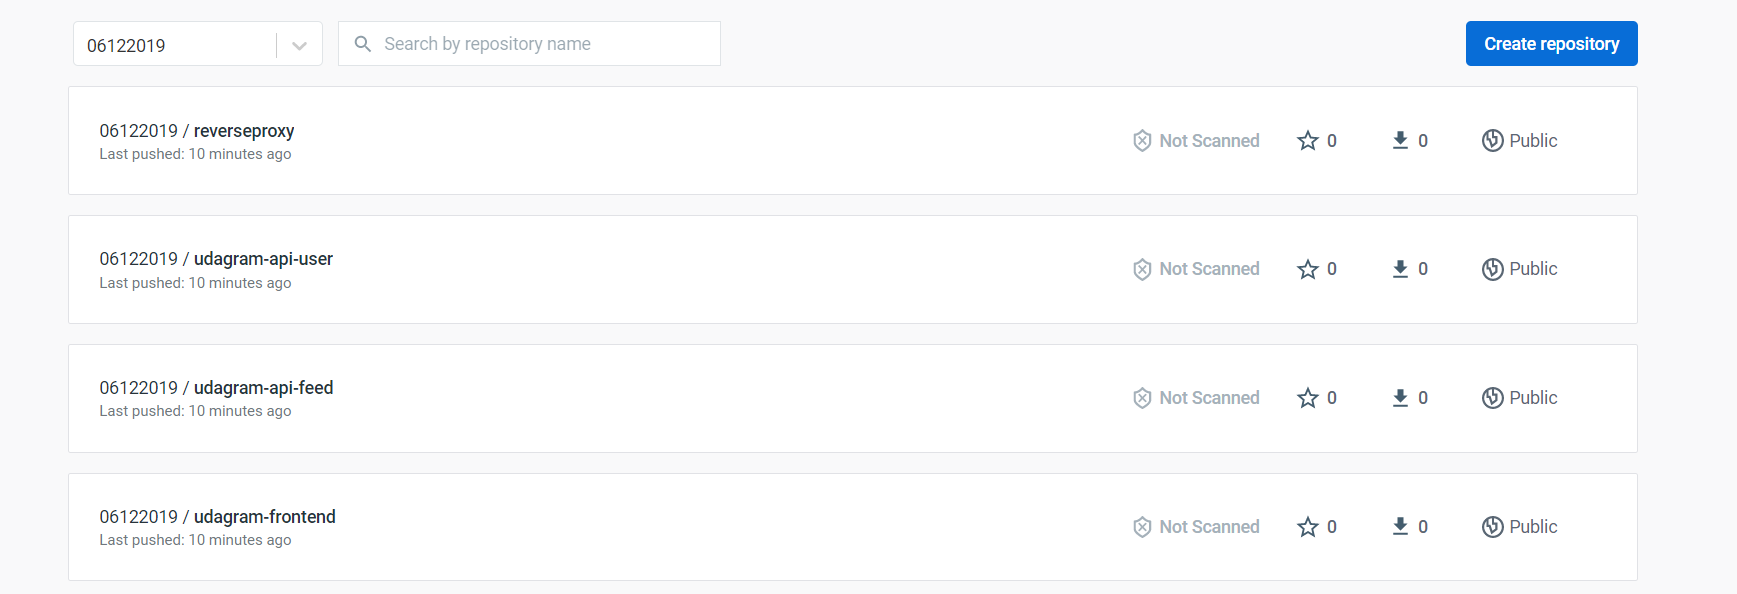 06122019
Search by repository name
Create repository
06122019 / reverseproxy
Last pushed: 10 minutes ago
Not Scanned
0
0
Public
06122019 / udagram-api-user
Last pushed: 10 minutes ago
Not Scanned
0
0
Public
06122019 / udagram-api-feed
Last pushed: 10 minutes ago
Not Scanned
0
0
Public
06122019 / udagram-frontend
Last pushed: 10 minutes ago
Not Scanned
0
0
Public